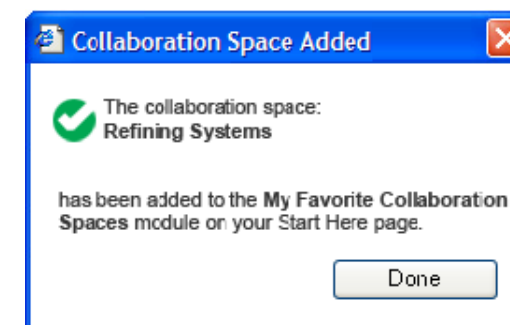 Collaboration Space Added
The collaboration space:
Refining Systems
has been added to the My Favorite Collaboration
Spaces module on your Start Here page.
Done